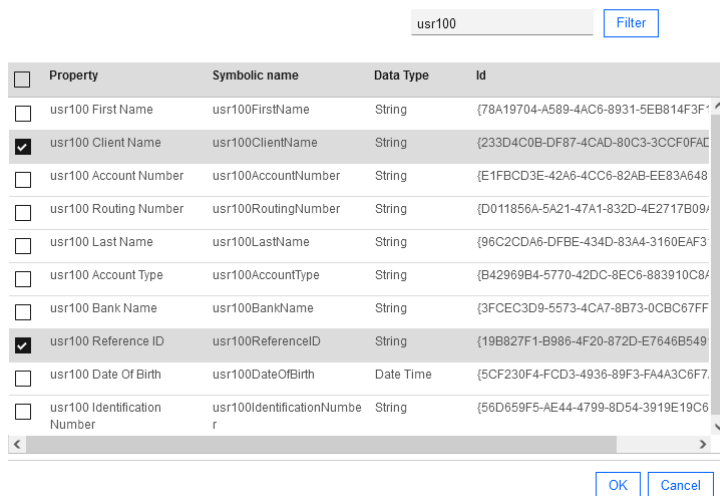 usr100 Filter
Property Symbolic name Data Type Id
usr100 First Name usr100FirstName String {78A19704-A589-4AC6-8931-5EB814F3F1
usr100 Client Name usr100ClientName String {233D4C0B-DF87-4CAD-80C3-3CCF0FAD
usr100 Account Number usr100AccountNumber String {E1FBCD3E-42A6-4CC6-82AB-EE83A648
usr100 Routing Number usr100RoutingNumber String {D011856A-5A21-47A1-832D-4E2717B09A
usr100 Last Name usr100LastName String {96C2CDA6-DFBE-434D-83A4-3160EAF3
usr100 Account Type usr100AccountType String {B42969B4-5770-42DC-8EC6-883910C8
usr100 Bank Name usr100BankName String {3FCEC3D9-5573-4CA7-8B73-0CBC67FF
usr100 Reference ID usr100ReferenceID String {19B827F1-B986-4F20-872D-E7646B549
usr100 Date Of Birth usr100DateOfBirth Date Time {5CF230F4-FCD3-4936-89F3-FA4A3C6F7
usr100 Identification usr100IdentificationNumbe String {56D659F5-AE44-4799-8D54-3919E19C6
Number r
OK Cancel